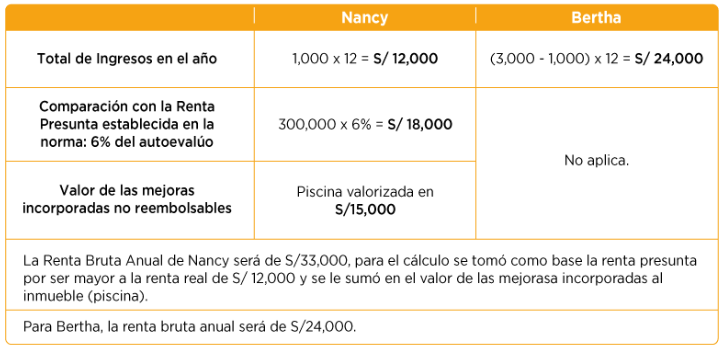 Nancy
Bertha
Total de Ingresos en el año
1,000 x 12 = S/ 12,000
(3,000 - 1,000) x 12 = S/ 24,000
Comparación con la Renta
Presunta establecida en la
norma: 6% del autoevalúo
300,000 x 6% = S/ 18,000
No aplica.
Valor de las mejoras
incorporadas no reembolsables
Piscina valorizada en
S/15,000
La Renta Bruta Anual de Nancy será de S/33,000, para el cálculo se tomó como base la renta presunta
por ser mayor a la renta real de S/ 12,000 y se le sumó en el valor de las mejorasa incorporadas al
inmueble (piscina).
Para Bertha, la renta bruta anual será de S/24,000.